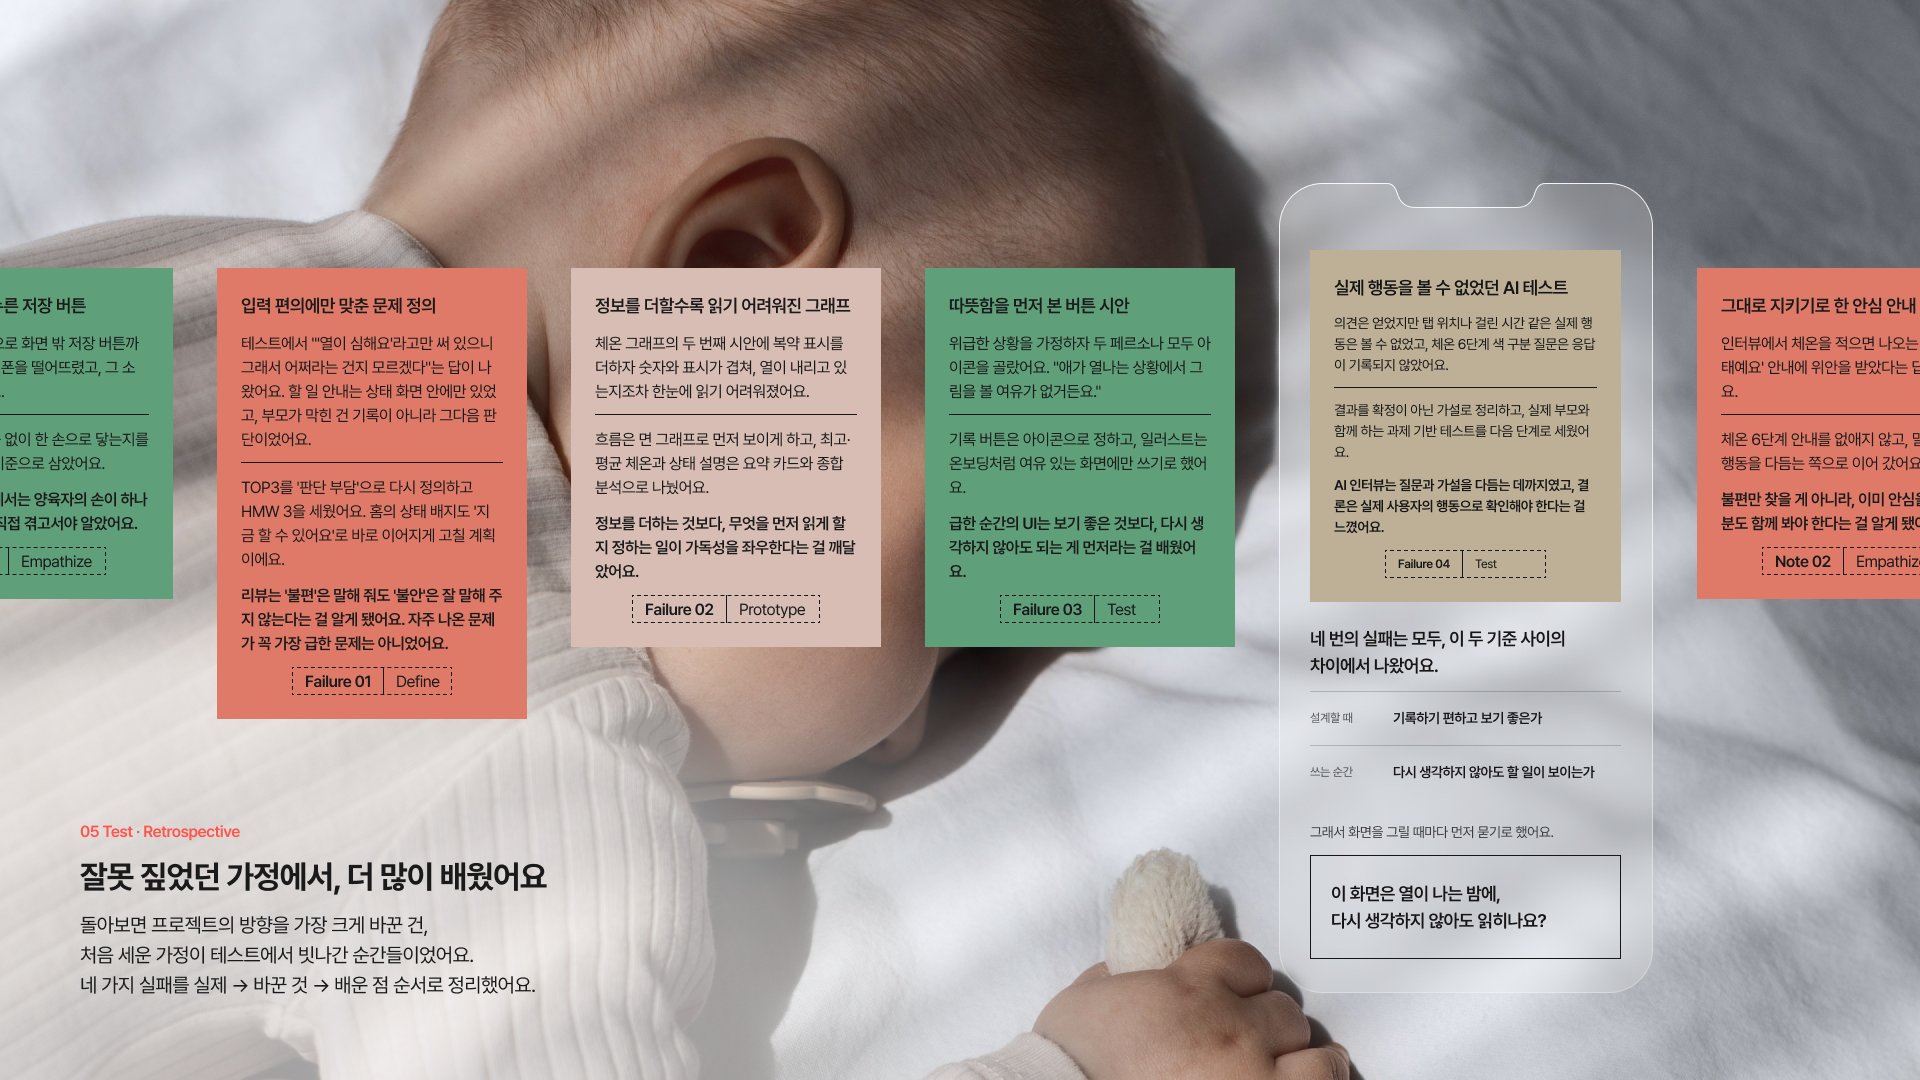 른 저장 버튼
로 화면 밖 저장 버튼까
폰을 떨어뜨렸고, 그 소
없이 한 손으로 닿는지를
기준으로 삼았어요.
서는 양육자의 손이 하나
직접 겪고서야 알았어요.
Empathize
입력 편의에만 맞춘 문제 정의
테스트에서 "'열이 심해요'라고만 써 있으니
그래서 어쩌라는 건지 모르겠다"는 답이 나
왔어요. 할 일 안내는 상태 화면 안에만 있었
고, 부모가 막힌 건 기록이 아니라 그다음 판
단이었어요.
TOP3를 '판단 부담'으로 다시 정의하고
HMW 3을 세웠어요. 홈의 상태 배지도 '지
금 할 수 있어요'로 바로 이어지게 고칠 계획
이에요.
리뷰는 '불편'은 말해 줘도 '불안'은 잘 말해 주
지 않는다는 걸 알게 됐어요. 자주 나온 문제
가 꼭 가장 급한 문제는 아니었어요.
Failure 01 Define
정보를 더할수록 읽기 어려워진 그래프
체온 그래프의 두 번째 시안에 복약 표시를
더하자 숫자와 표시가 겹쳐, 열이 내리고 있
는지조차 한눈에 읽기 어려워졌어요.
흐름은 면 그래프로 먼저 보이게 하고, 최고·
평균 체온과 상태 설명은 요약 카드와 종합
분석으로 나눴어요.
정보를 더하는 것보다, 무엇을 먼저 읽게 할
지 정하는 일이 가독성을 좌우한다는 걸 깨달
았어요.
Failure 02 Prototype
따뜻함을 먼저 본 버튼 시안
위급한 상황을 가정하자 두 페르소나 모두 아
이콘을 골랐어요. "애가 열나는 상황에서 그
림을 볼 여유가 없거든요."
기록 버튼은 아이콘으로 정하고, 일러스트는
온보딩처럼 여유 있는 화면에만 쓰기로 했어
요.
급한 순간의 UI는 보기 좋은 것보다, 다시 생
각하지 않아도 되는 게 먼저라는 걸 배웠어
요.
Failure 03 Test
실제 행동을 볼 수 없었던 AI 테스트
의견은 얻었지만 탭 위치나 걸린 시간 같은 실제 행
동은 볼 수 없었고, 체온 6단계 색 구분 질문은 응답
이 기록되지 않았어요.
결과를 확정이 아닌 가설로 정리하고, 실제 부모와
함께 하는 과제 기반 테스트를 다음 단계로 세웠어
요.
AI 인터뷰는 질문과 가설을 다듬는 데까지였고, 결
론은 실제 사용자의 행동으로 확인해야 한다는 걸
느꼈어요.
Failure 04 Test
네 번의 실패는 모두, 이 두 기준 사이의
차이에서 나왔어요.
설계할 때 기록하기 편하고 보기 좋은가
쓰는 순간 다시 생각하지 않아도 할 일이 보이는가
그래서 화면을 그릴 때마다 먼저 묻기로 했어요.
이 화면은 열이 나는 밤에,
다시 생각하지 않아도 읽히나요?
그대로 지키기로 한 안심 안내
인터뷰에서 체온을 적으면 나오는
태예요' 안내에 위안을 받았다는
요.
체온 6단계 안내를 없애지 않고,
행동을 다듬는 쪽으로 이어 갔어요
불편만 찾을 게 아니라, 이미 안심을
분도 함께 봐야 한다는 걸 알게 됐
Note 02 Empathize
05 Test · Retrospective
잘못 짚었던 가정에서, 더 많이 배웠어요
돌아보면 프로젝트의 방향을 가장 크게 바꾼 건,
처음 세운 가정이 테스트에서 빗나간 순간들이었어요.
네 가지 실패를 실제 → 바꾼 것 → 배운 점 순서로 정리했어요.